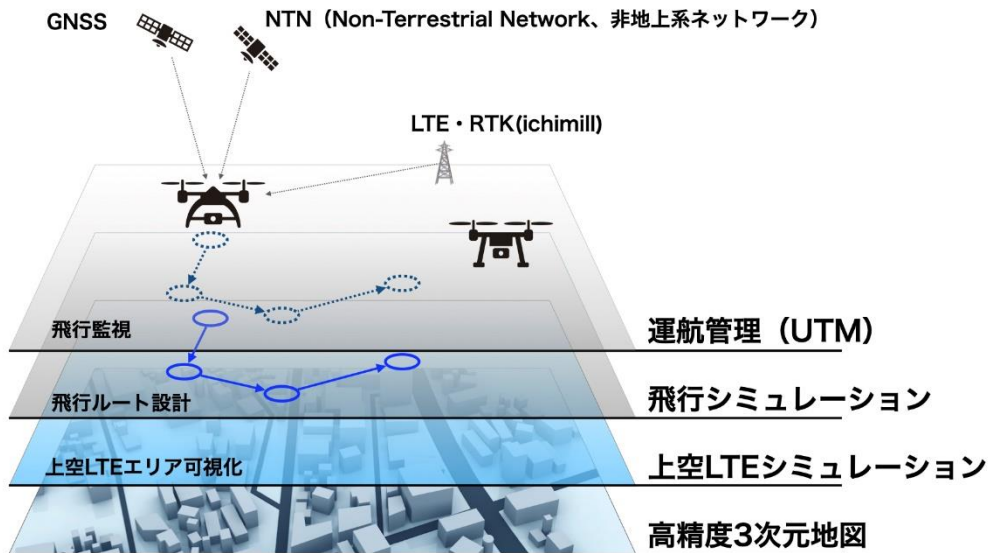 GNSS
NTN（Non-Terrestrial Network、非地上系ネットワーク）
LTE・RTK(ichimill)
飛行監視
運航管理（UTM）
飛行ルート設計
飛行シミュレーション
上空LTEエリア可視化
上空LTEシミュレーション
高精度3次元地図